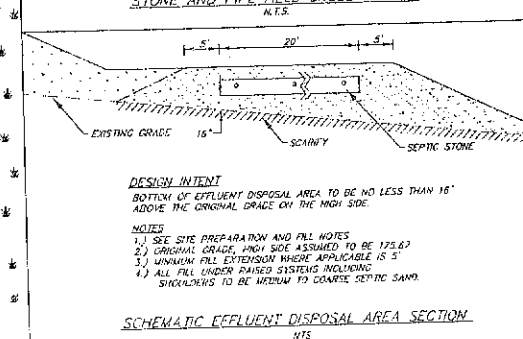 STONE AND PIPE
N.T.S.
5' 20' 5'
EXISTING GRADE 16" SCARIFY SEPTIC STONE
DESIGN INTENT
BOTTOM OF EFFLUENT DISPOSAL AREA TO BE NO LESS THAN 16"
ABOVE THE ORIGINAL GRADE ON THE HIGH SIDE.
NOTES
1.) SEE SITE PREPARATION AND FILL NOTES
2.) ORIGINAL GRADE, HIGH SIDE ASSUMED TO BE 175.67
3.) MINIMUM FILL EXTENSION WHERE APPLICABLE IS 5'
4.) ALL FILL UNDER RAISED SYSTEMS INCLUDING
SHOULDERS TO BE MEDIUM TO COARSE SEPTIC SAND.
SCHEMATIC EFFLUENT DISPOSAL AREA SECTION
NTS